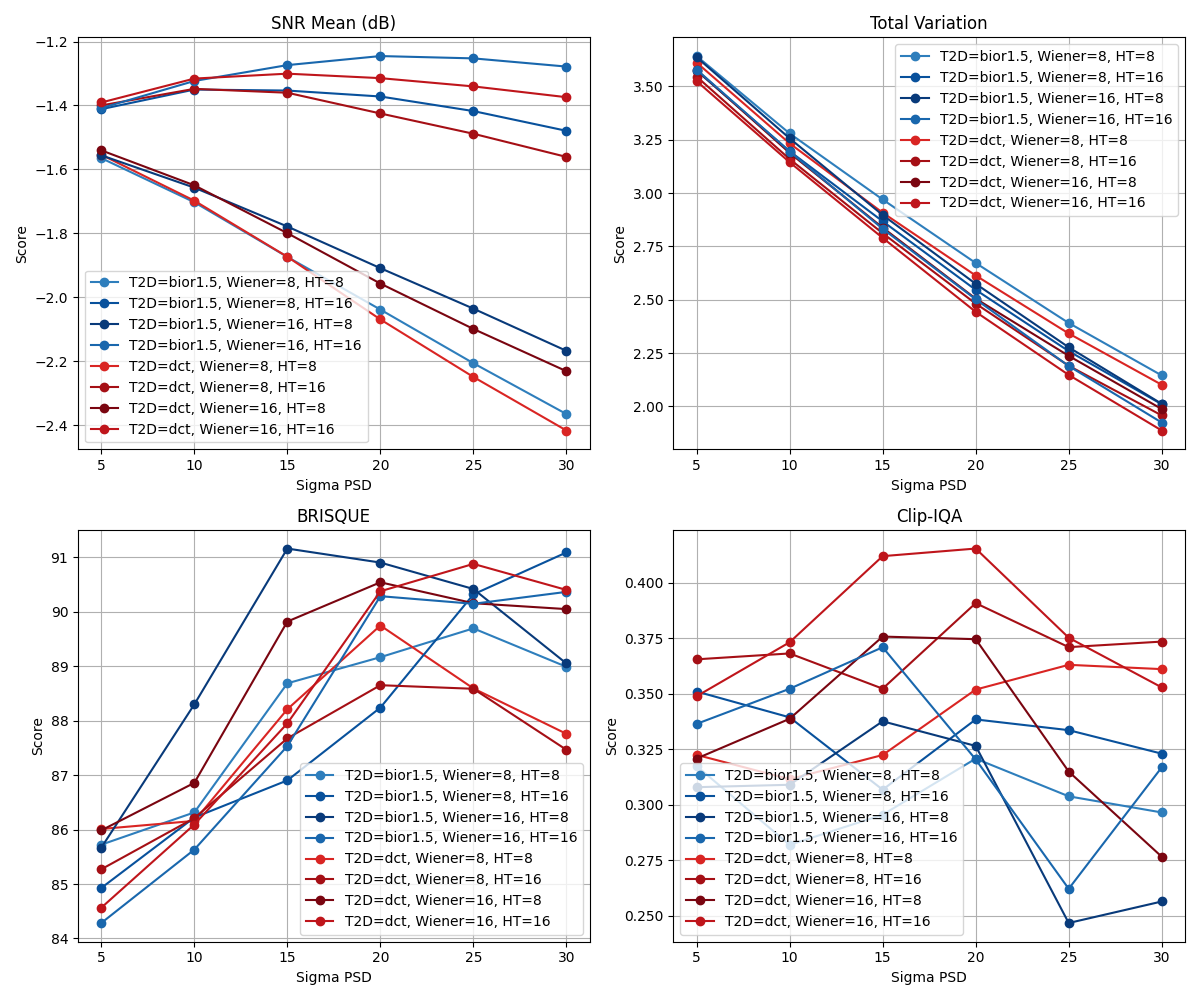 SNR Mean (dB)
−1.2
−1.4
−1.6
−1.8
−2.0
−2.2
−2.4
Score
T2D=bior1.5, Wiener=8, HT=8
T2D=bior1.5, Wiener=8, HT=16
T2D=bior1.5, Wiener=16, HT=8
T2D=bior1.5, Wiener=16, HT=16
T2D=dct, Wiener=8, HT=8
T2D=dct, Wiener=8, HT=16
T2D=dct, Wiener=16, HT=8
T2D=dct, Wiener=16, HT=16
5 10 15 20 25 30
Sigma PSD
Total Variation
3.50
3.25
3.00
2.75
2.50
2.25
2.00
Score
T2D=bior1.5, Wiener=8, HT=8
T2D=bior1.5, Wiener=8, HT=16
T2D=bior1.5, Wiener=16, HT=8
T2D=bior1.5, Wiener=16, HT=16
T2D=dct, Wiener=8, HT=8
T2D=dct, Wiener=8, HT=16
T2D=dct, Wiener=16, HT=8
T2D=dct, Wiener=16, HT=16
5 10 15 20 25 30
Sigma PSD
BRISQUE
91
90
89
88
87
86
85
84
Score
T2D=bior1.5, Wiener=8, HT=8
T2D=bior1.5, Wiener=8, HT=16
T2D=bior1.5, Wiener=16, HT=8
T2D=bior1.5, Wiener=16, HT=16
T2D=dct, Wiener=8, HT=8
T2D=dct, Wiener=8, HT=16
T2D=dct, Wiener=16, HT=8
T2D=dct, Wiener=16, HT=16
5 10 15 20 25 30
Sigma PSD
Clip-IQA
0.400
0.375
0.350
0.325
0.300
0.275
0.250
Score
T2D=bior1.5, Wiener=8, HT=8
T2D=bior1.5, Wiener=8, HT=16
T2D=bior1.5, Wiener=16, HT=8
T2D=bior1.5, Wiener=16, HT=16
T2D=dct, Wiener=8, HT=8
T2D=dct, Wiener=8, HT=16
T2D=dct, Wiener=16, HT=8
T2D=dct, Wiener=16, HT=16
5 10 15 20 25 30
Sigma PSD